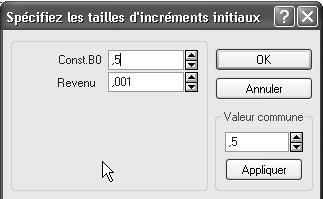 Spécifiez les tailles d'incréments initiaux
Const.B0 ,5
Revenu ,001
OK
Annuler
Valeur commune
,5
Appliquer